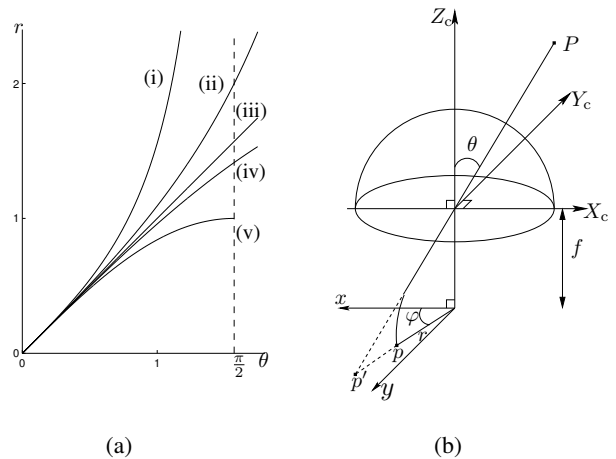 r
2
(i)
(ii)
(iii)
(iv)
1
(v)
0
0
1
π/2
θ
(a)
Z_c
P
Y_c
θ
X_c
f
x
φ
p
r
p′
y
(b)